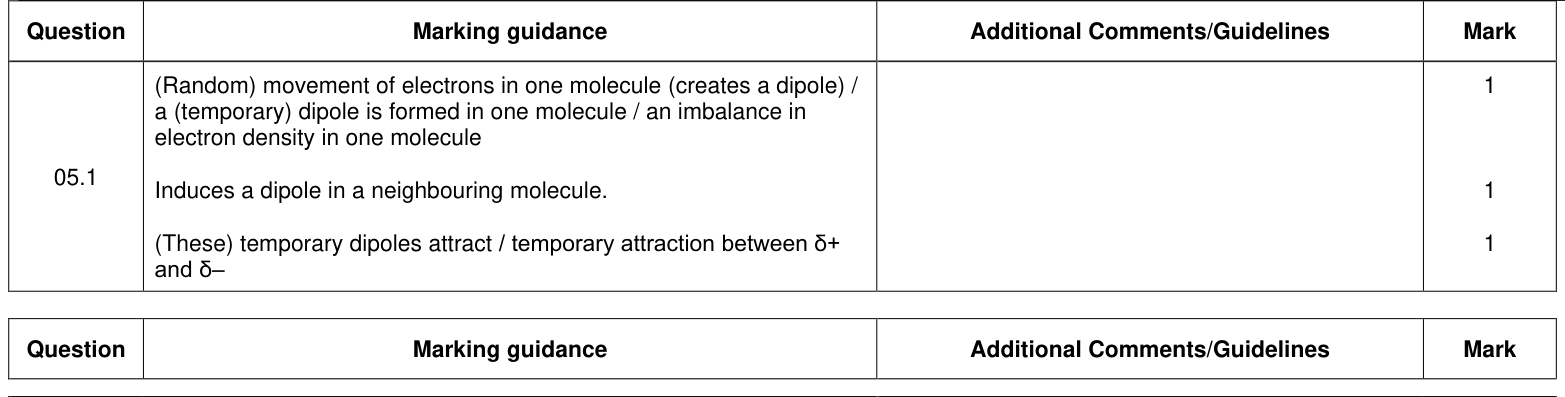 Question Marking guidance Additional Comments/Guidelines Mark
(Random) movement of electrons in one molecule (creates a dipole) / 1
a (temporary) dipole is formed in one molecule / an imbalance in
electron density in one molecule
05.1
Induces a dipole in a neighbouring molecule. 1
(These) temporary dipoles attract / temporary attraction between δ+ 1
and δ–
Question Marking guidance Additional Comments/Guidelines Mark